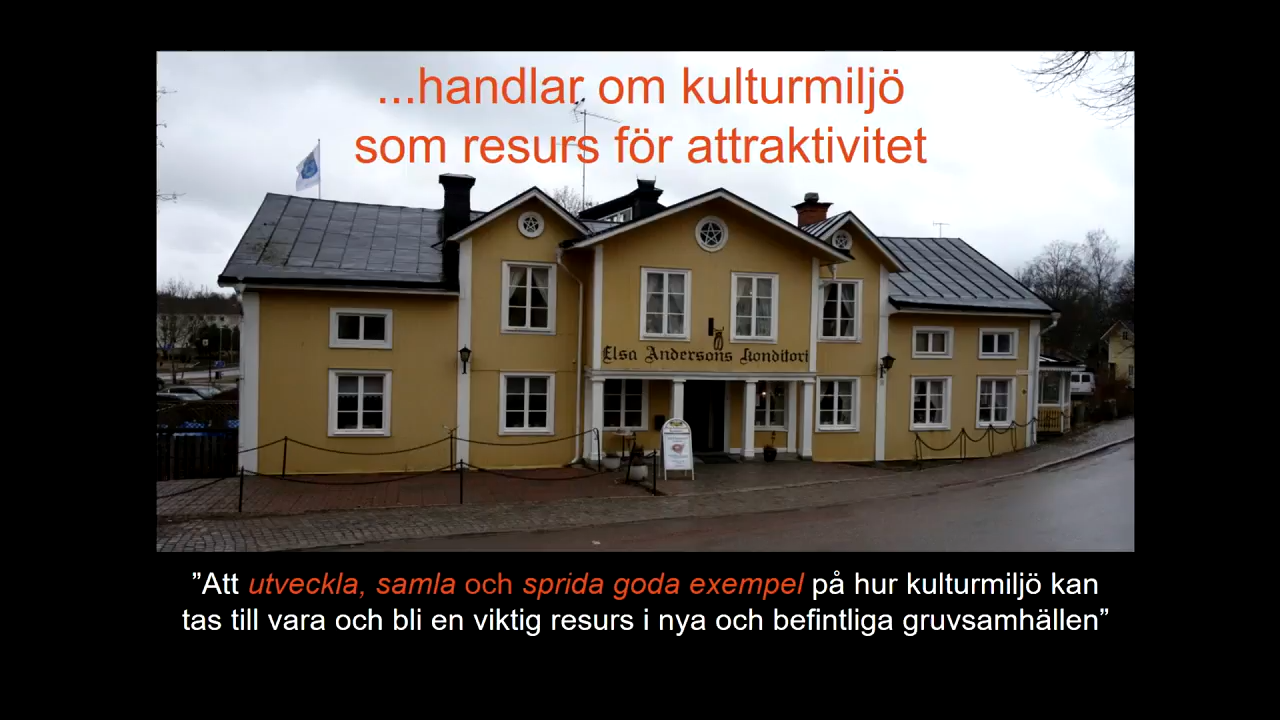 ...handlar om kulturmiljö
som resurs för attraktivitet
Elsa Andersons Konditori
”Att utveckla, samla och sprida goda exempel på hur kulturmiljö kan
tas till vara och bli en viktig resurs i nya och befintliga gruvsamhällen”